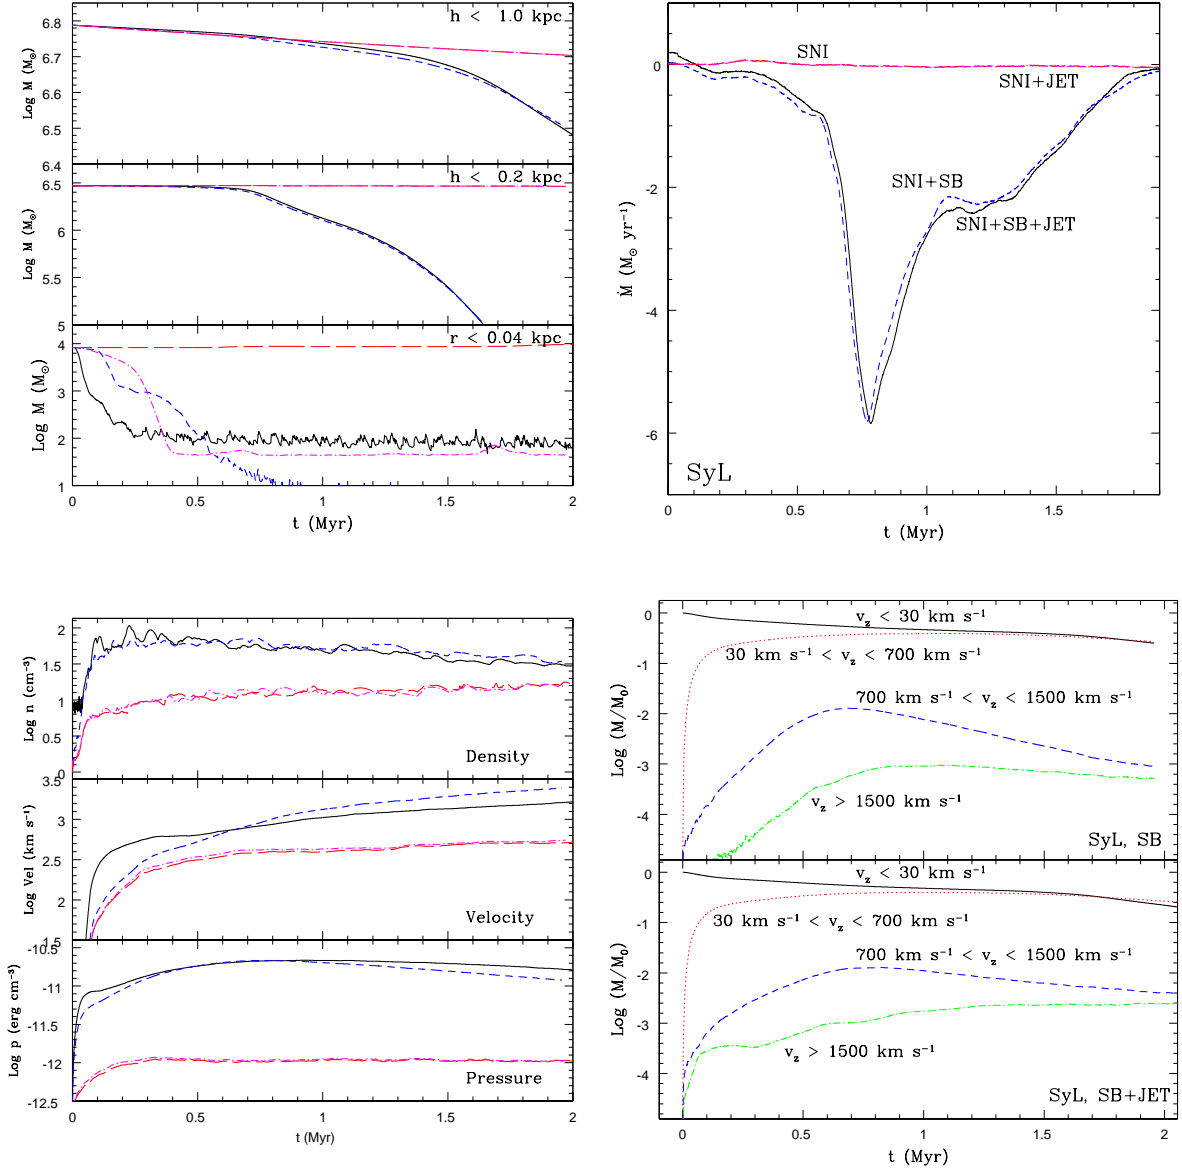 h < 1.0 kpc
Log M (M⊙)
6.8
6.7
6.6
6.5
6.4
h < 0.2 kpc
Log M (M⊙)
6.5
6
5.5
5
r < 0.04 kpc
Log M (M⊙)
4
3
2
1
0 0.5 1 1.5 2
t (Myr)
SNI
SNI+JET
SNI+SB
SNI+SB+JET
SyL
Ṁ (M⊙ yr⁻¹)
0
-2
-4
-6
0 0.5 1 1.5
t (Myr)
Log n (cm⁻³)
2
1.5
1
0.5
0
Density
Log Vel (km s⁻¹)
3.5
3
2.5
2
1.5
Velocity
Log p (erg cm⁻³)
-10.5
-11
-11.5
-12
-12.5
Pressure
0 0.5 1 1.5 2
t (Myr)
Log (M/M₀)
0
-1
-2
-3
-4
v_z < 30 km s⁻¹
30 km s⁻¹ < v_z < 700 km s⁻¹
700 km s⁻¹ < v_z < 1500 km s⁻¹
v_z > 1500 km s⁻¹
SyL, SB
Log (M/M₀)
0
-1
-2
-3
-4
v_z < 30 km s⁻¹
30 km s⁻¹ < v_z < 700 km s⁻¹
700 km s⁻¹ < v_z < 1500 km s⁻¹
v_z > 1500 km s⁻¹
SyL, SB+JET
0 0.5 1 1.5 2
t (Myr)